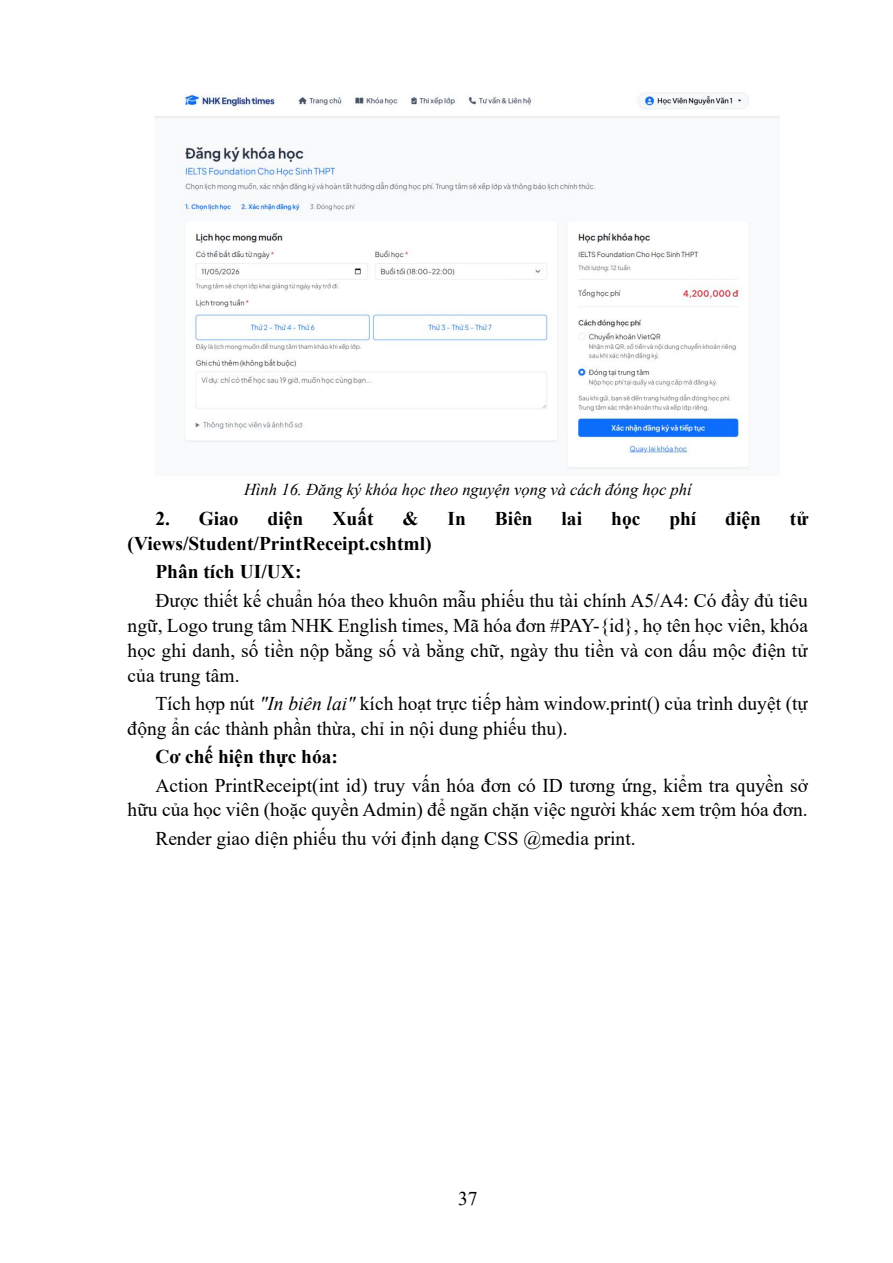 NHK English times Trang chủ Khóa học Thi xếp lớp Tư vấn & Liên hệ Học Viên Nguyễn Văn 1
Đăng ký khóa học
IELTS Foundation Cho Học Sinh THPT
Chọn lịch mong muốn, xác nhận đăng ký và hoàn tất hướng dẫn đóng học phí. Trung tâm sẽ xếp lớp và thông báo lịch chính thức.
1. Chọn lịch học 2. Xác nhận đăng ký 3. Đóng học phí
Lịch học mong muốn
Có thể bắt đầu từ ngày * Buổi học *
11/05/2026 Buổi tối (18:00-22:00)
Trung tâm sẽ chọn lớp khai giảng từ ngày này trở đi.
Lịch trong tuần *
Thứ 2 - Thứ 4 - Thứ 6 Thứ 3 - Thứ 5 - Thứ 7
Đây là lịch mong muốn để trung tâm tham khảo khi xếp lớp.
Ghi chú thêm (không bắt buộc)
Ví dụ: chỉ có thể học sau 19 giờ, muốn học cùng bạn...
Thông tin học viên và ảnh hồ sơ
Học phí khóa học
IELTS Foundation Cho Học Sinh THPT
Thời lượng: 12 tuần
Tổng học phí 4,200,000 đ
Cách đóng học phí
Chuyển khoản VietQR
Nhận mã QR, số tiền và nội dung chuyển khoản riêng
sau khi xác nhận đăng ký.
Đóng tại trung tâm
Nộp học phí tại quầy và cung cấp mã đăng ký.
Sau khi gửi, bạn sẽ đến trang hướng dẫn đóng học phí.
Trung tâm xác nhận khoản thu và xếp lớp riêng.
Xác nhận đăng ký và tiếp tục
Quay lại khóa học
Hình 16. Đăng ký khóa học theo nguyện vọng và cách đóng học phí
2. Giao diện Xuất & In Biên lai học phí điện tử
(Views/Student/PrintReceipt.cshtml)
Phân tích UI/UX:
Được thiết kế chuẩn hóa theo khuôn mẫu phiếu thu tài chính A5/A4: Có đầy đủ tiêu
ngữ, Logo trung tâm NHK English times, Mã hóa đơn #PAY-{id}, họ tên học viên, khóa
học ghi danh, số tiền nộp bằng số và bằng chữ, ngày thu tiền và con dấu mộc điện tử
của trung tâm.
Tích hợp nút "In biên lai" kích hoạt trực tiếp hàm window.print() của trình duyệt (tự
động ẩn các thành phần thừa, chỉ in nội dung phiếu thu).
Cơ chế hiện thực hóa:
Action PrintReceipt(int id) truy vấn hóa đơn có ID tương ứng, kiểm tra quyền sở
hữu của học viên (hoặc quyền Admin) để ngăn chặn việc người khác xem trộm hóa đơn.
Render giao diện phiếu thu với định dạng CSS @media print.
37